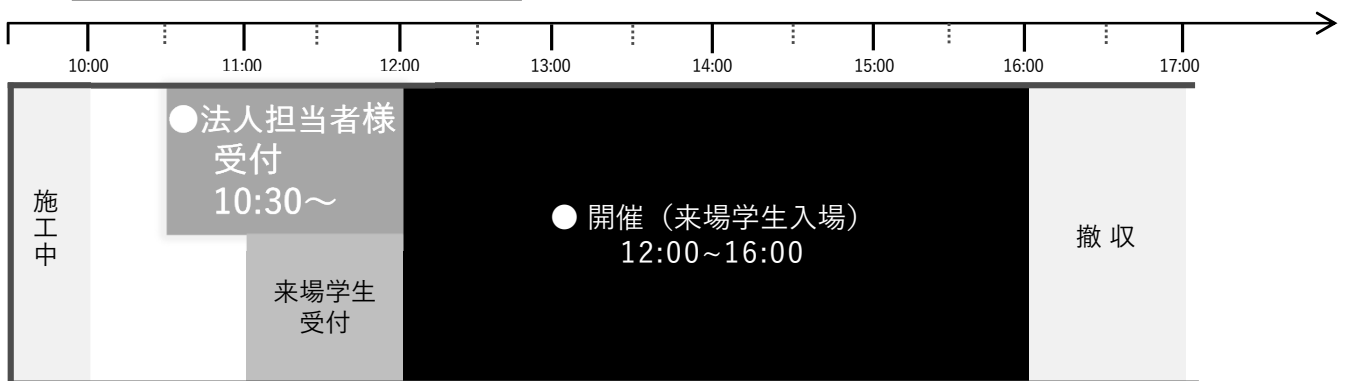 10:00
11:00
12:00
13:00
14:00
15:00
16:00
17:00
施工中
●法人担当者様
受付
10:30～
来場学生
受付
● 開催（来場学生入場）
12:00~16:00
撤 収